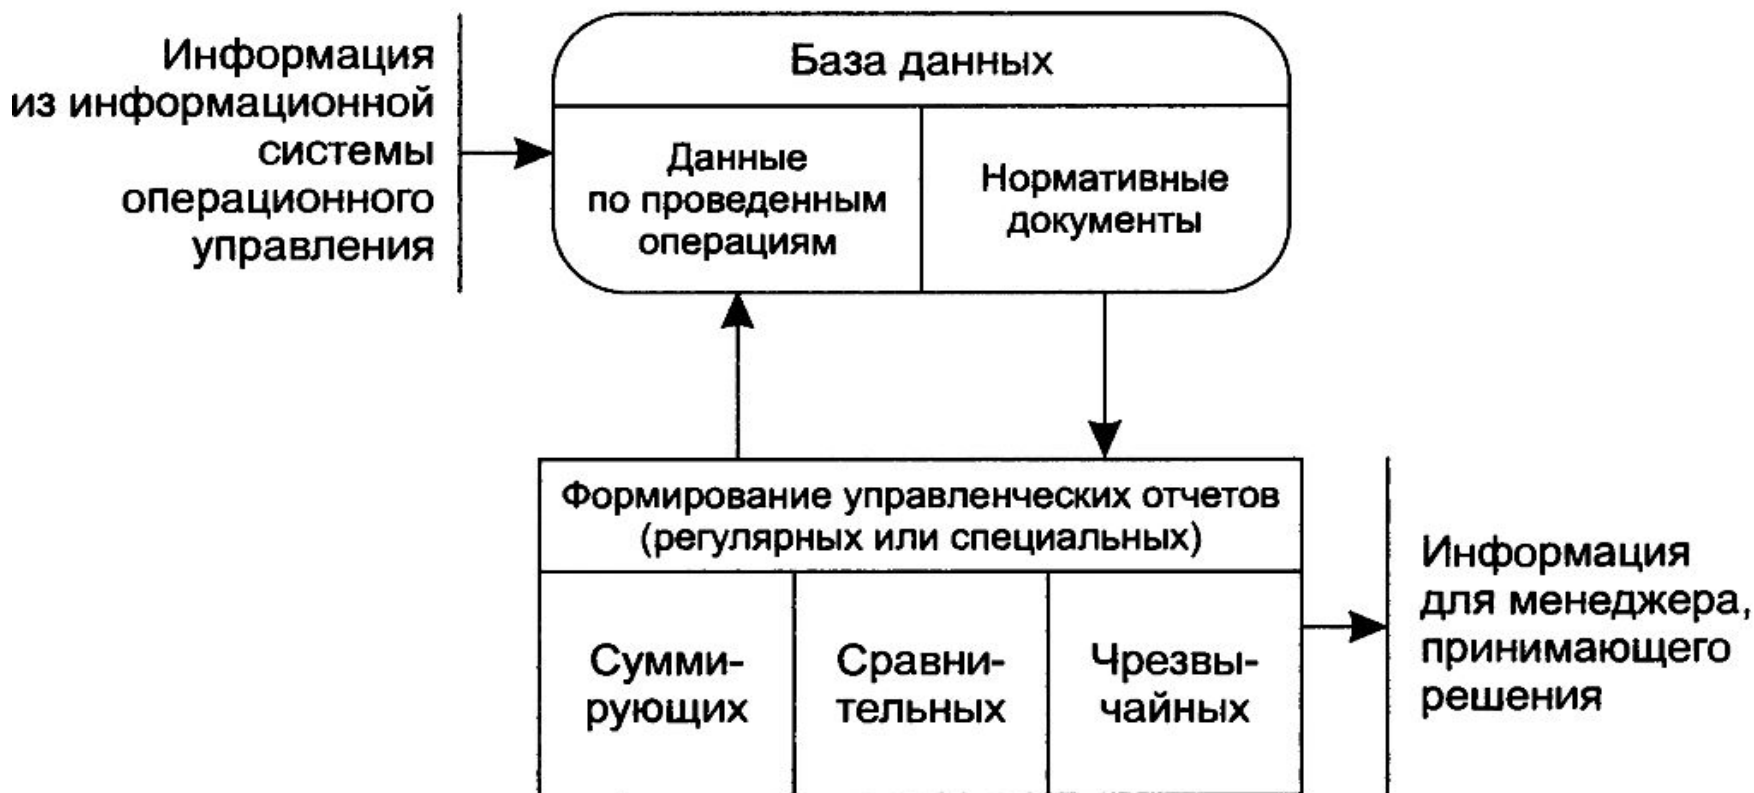 Информация
из информационной
системы
операционного
управления
База данных
Данные
по проведенным
операциям
Нормативные
документы
Формирование управленческих отчетов
(регулярных или специальных)
Сумми-
рующих
Сравни-
тельных
Чрезвы-
чайных
Информация
для менеджера,
принимающего
решения